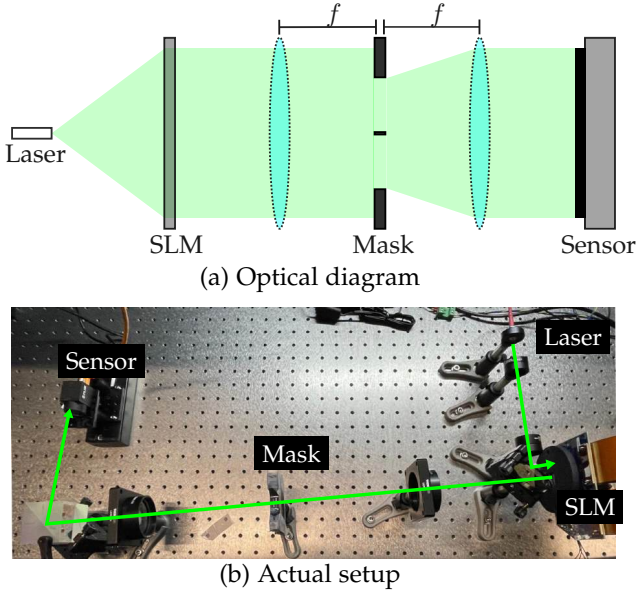 f
f
Laser
SLM
Mask
Sensor
(a) Optical diagram
Sensor
Laser
Mask
SLM
(b) Actual setup